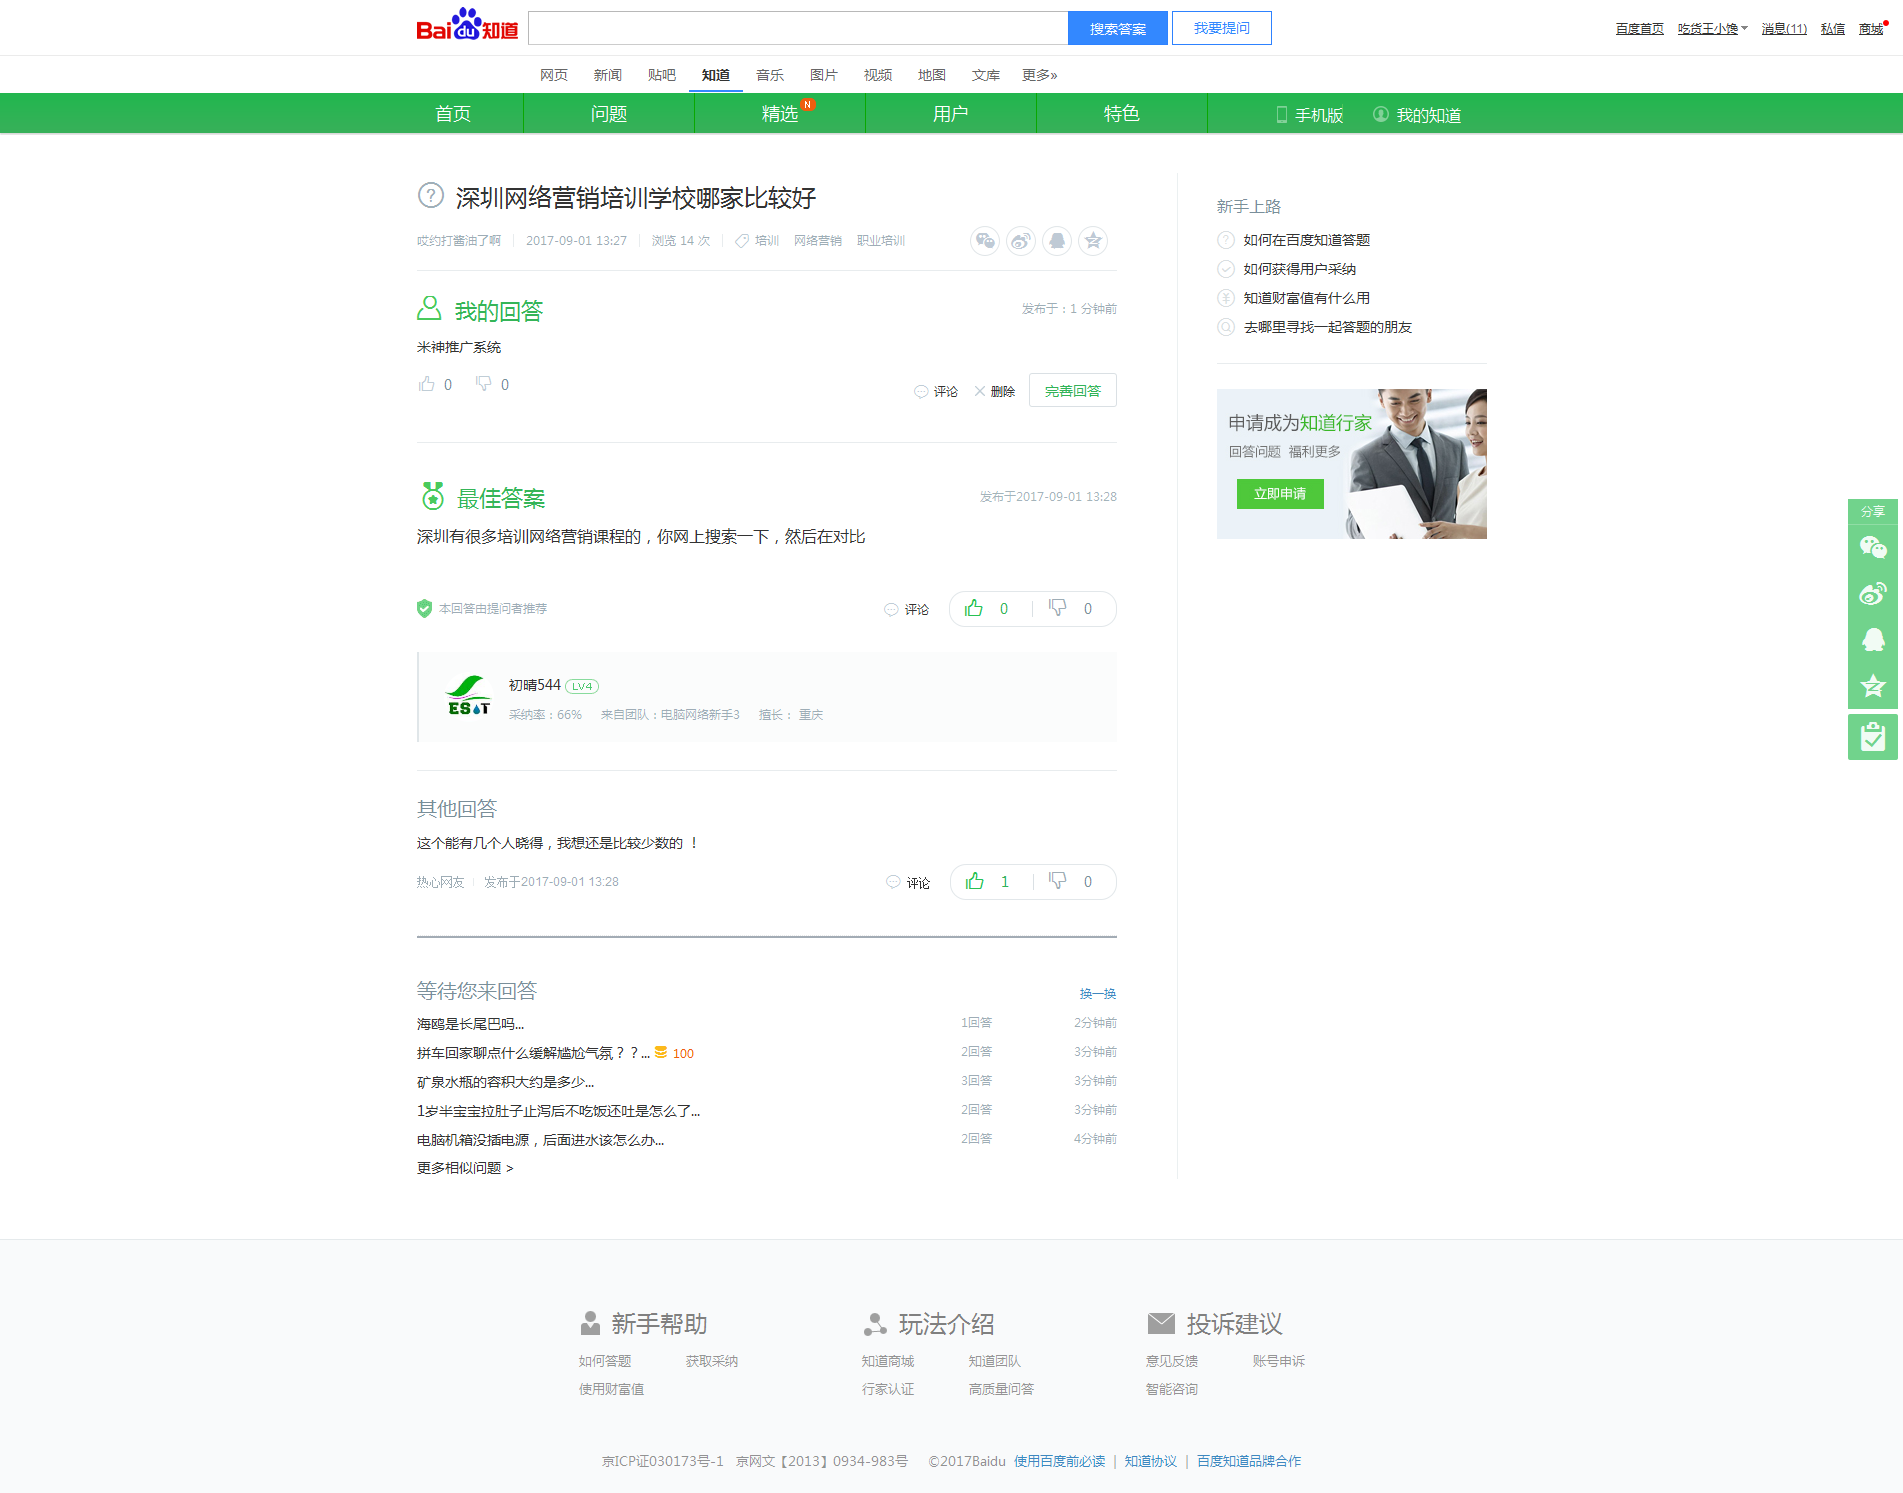 Bai du 知道
搜索答案
我要提问
百度首页
吃货王小馋
消息(11)
私信
商城
网页 新闻 贴吧 知道 音乐 图片 视频 地图 文库 更多»
首页 问题 精选 N 用户 特色 手机版 我的知道
深圳网络营销培训学校哪家比较好
哎约打酱油了啊 2017-09-01 13:27 浏览 14 次 培训 网络营销 职业培训
我的回答 发布于：1 分钟前
米神推广系统
0 0 评论 删除 完善回答
最佳答案 发布于2017-09-01 13:28
深圳有很多培训网络营销课程的，你网上搜索一下，然后在对比
本回答由提问者推荐 评论 0 0
ES T
初晴544 LV4
采纳率：66% 来自团队：电脑网络新手3 擅长： 重庆
其他回答
这个能有几个人晓得，我想还是比较少数的 ！
热心网友 发布于2017-09-01 13:28 评论 1 0
等待您来回答 换一换
海鸥是长尾巴吗... 1回答 2分钟前
拼车回家聊点什么缓解尴尬气氛？？... 100 2回答 3分钟前
矿泉水瓶的容积大约是多少... 3回答 3分钟前
1岁半宝宝拉肚子止泻后不吃饭还吐是怎么了... 2回答 3分钟前
电脑机箱没插电源，后面进水该怎么办... 2回答 4分钟前
更多相似问题 >
新手上路
如何在百度知道答题
如何获得用户采纳
知道财富值有什么用
去哪里寻找一起答题的朋友
申请成为知道行家
回答问题 福利更多
立即申请
分享
新手帮助 玩法介绍 投诉建议
如何答题 获取采纳 知道商城 知道团队 意见反馈 账号申诉
使用财富值 行家认证 高质量问答 智能咨询
京ICP证030173号-1 京网文【2013】0934-983号 ©2017Baidu 使用百度前必读 | 知道协议 | 百度知道品牌合作